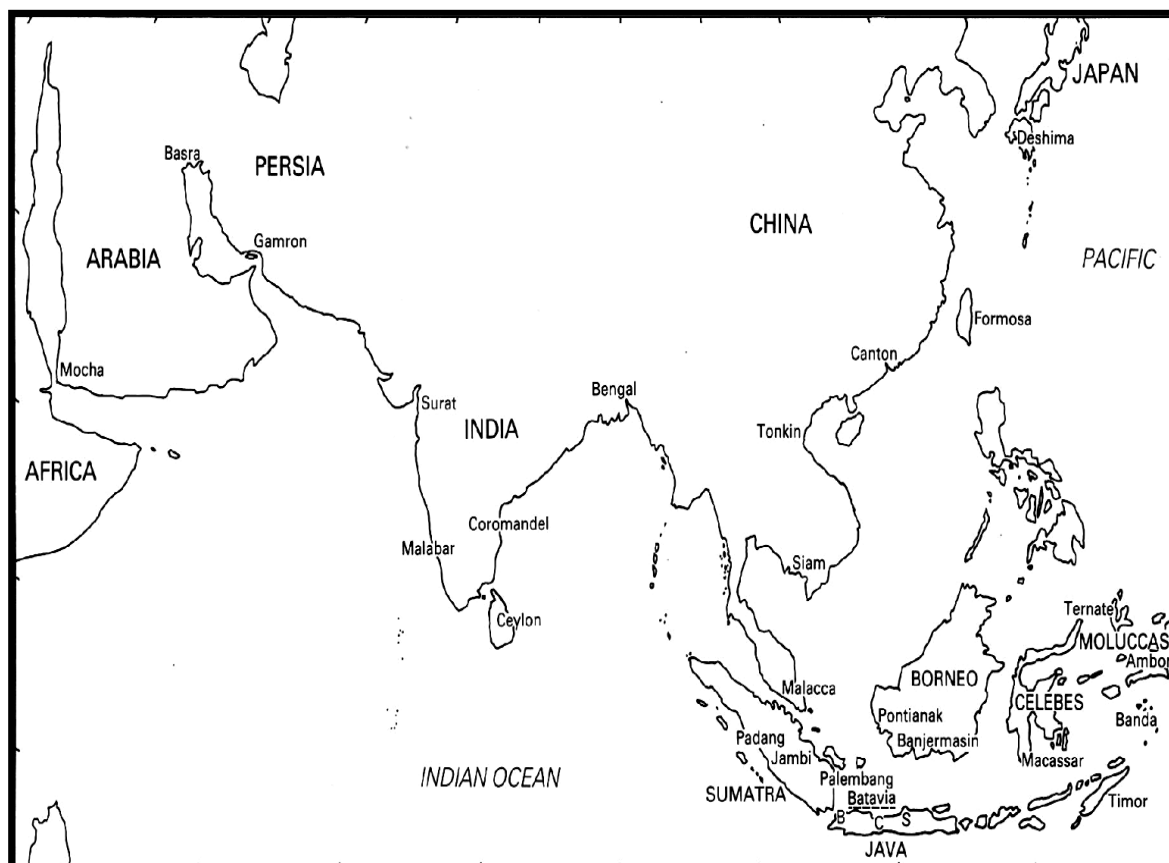 JAPAN
Deshima
Basra
PERSIA
CHINA
Gamron
ARABIA
PACIFIC
Formosa
Canton
Mocha
Bengal
Surat
INDIA
Tonkin
AFRICA
Coromandel
Malabar
Siam
Ternate
Ceylon
MOLUCCAS
Ambon
BORNEO
Malacca
CELEBES
Pontianak
Banda
Padang
Banjermasin
Jambi
Macassar
INDIAN OCEAN
Palembang
SUMATRA
Batavia
Timor
B
C
S
JAVA